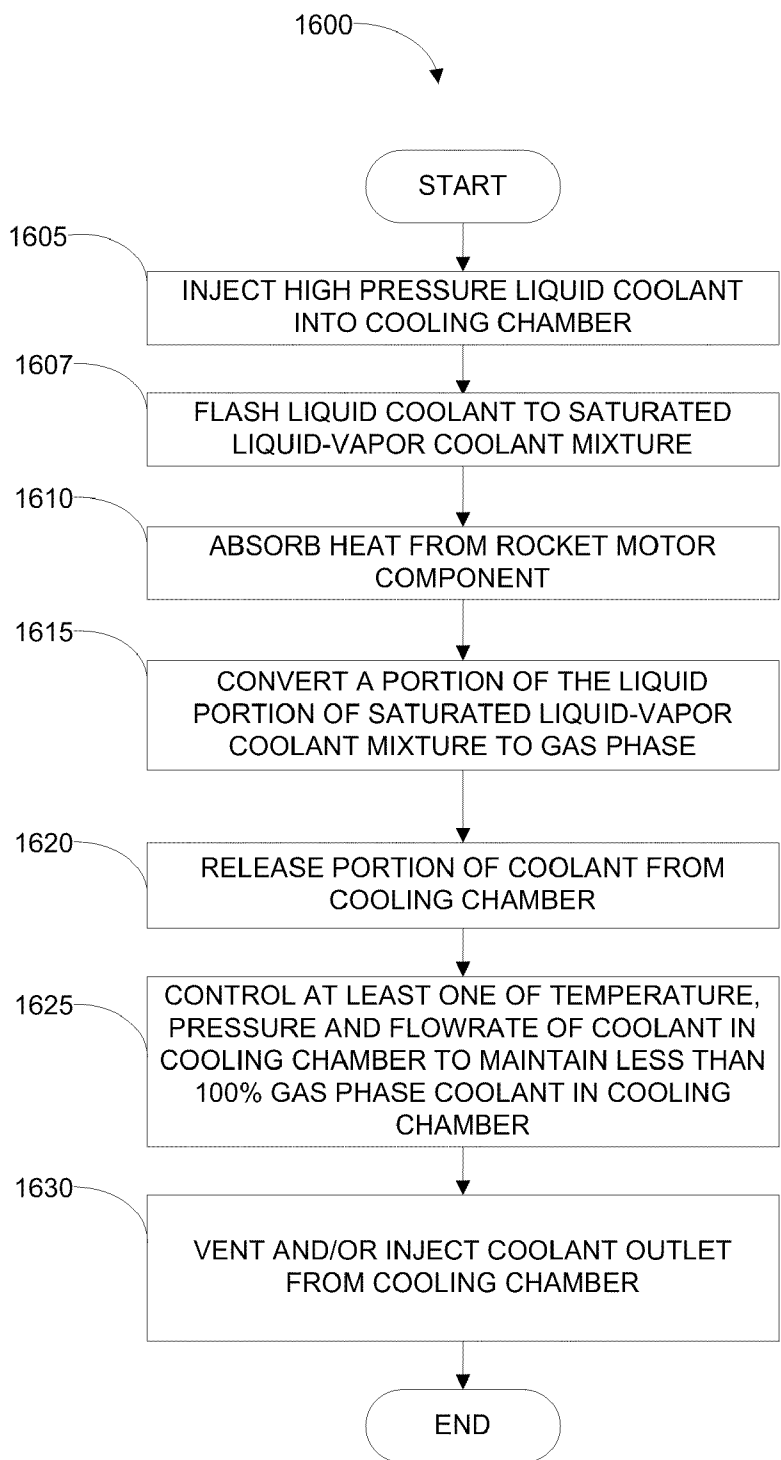 1600
START
1605
INJECT HIGH PRESSURE LIQUID COOLANT
INTO COOLING CHAMBER
1607
FLASH LIQUID COOLANT TO SATURATED
LIQUID-VAPOR COOLANT MIXTURE
1610
ABSORB HEAT FROM ROCKET MOTOR
COMPONENT
1615
CONVERT A PORTION OF THE LIQUID
PORTION OF SATURATED LIQUID-VAPOR
COOLANT MIXTURE TO GAS PHASE
1620
RELEASE PORTION OF COOLANT FROM
COOLING CHAMBER
1625
CONTROL AT LEAST ONE OF TEMPERATURE,
PRESSURE AND FLOWRATE OF COOLANT IN
COOLING CHAMBER TO MAINTAIN LESS THAN
100% GAS PHASE COOLANT IN COOLING
CHAMBER
1630
VENT AND/OR INJECT COOLANT OUTLET
FROM COOLING CHAMBER
END